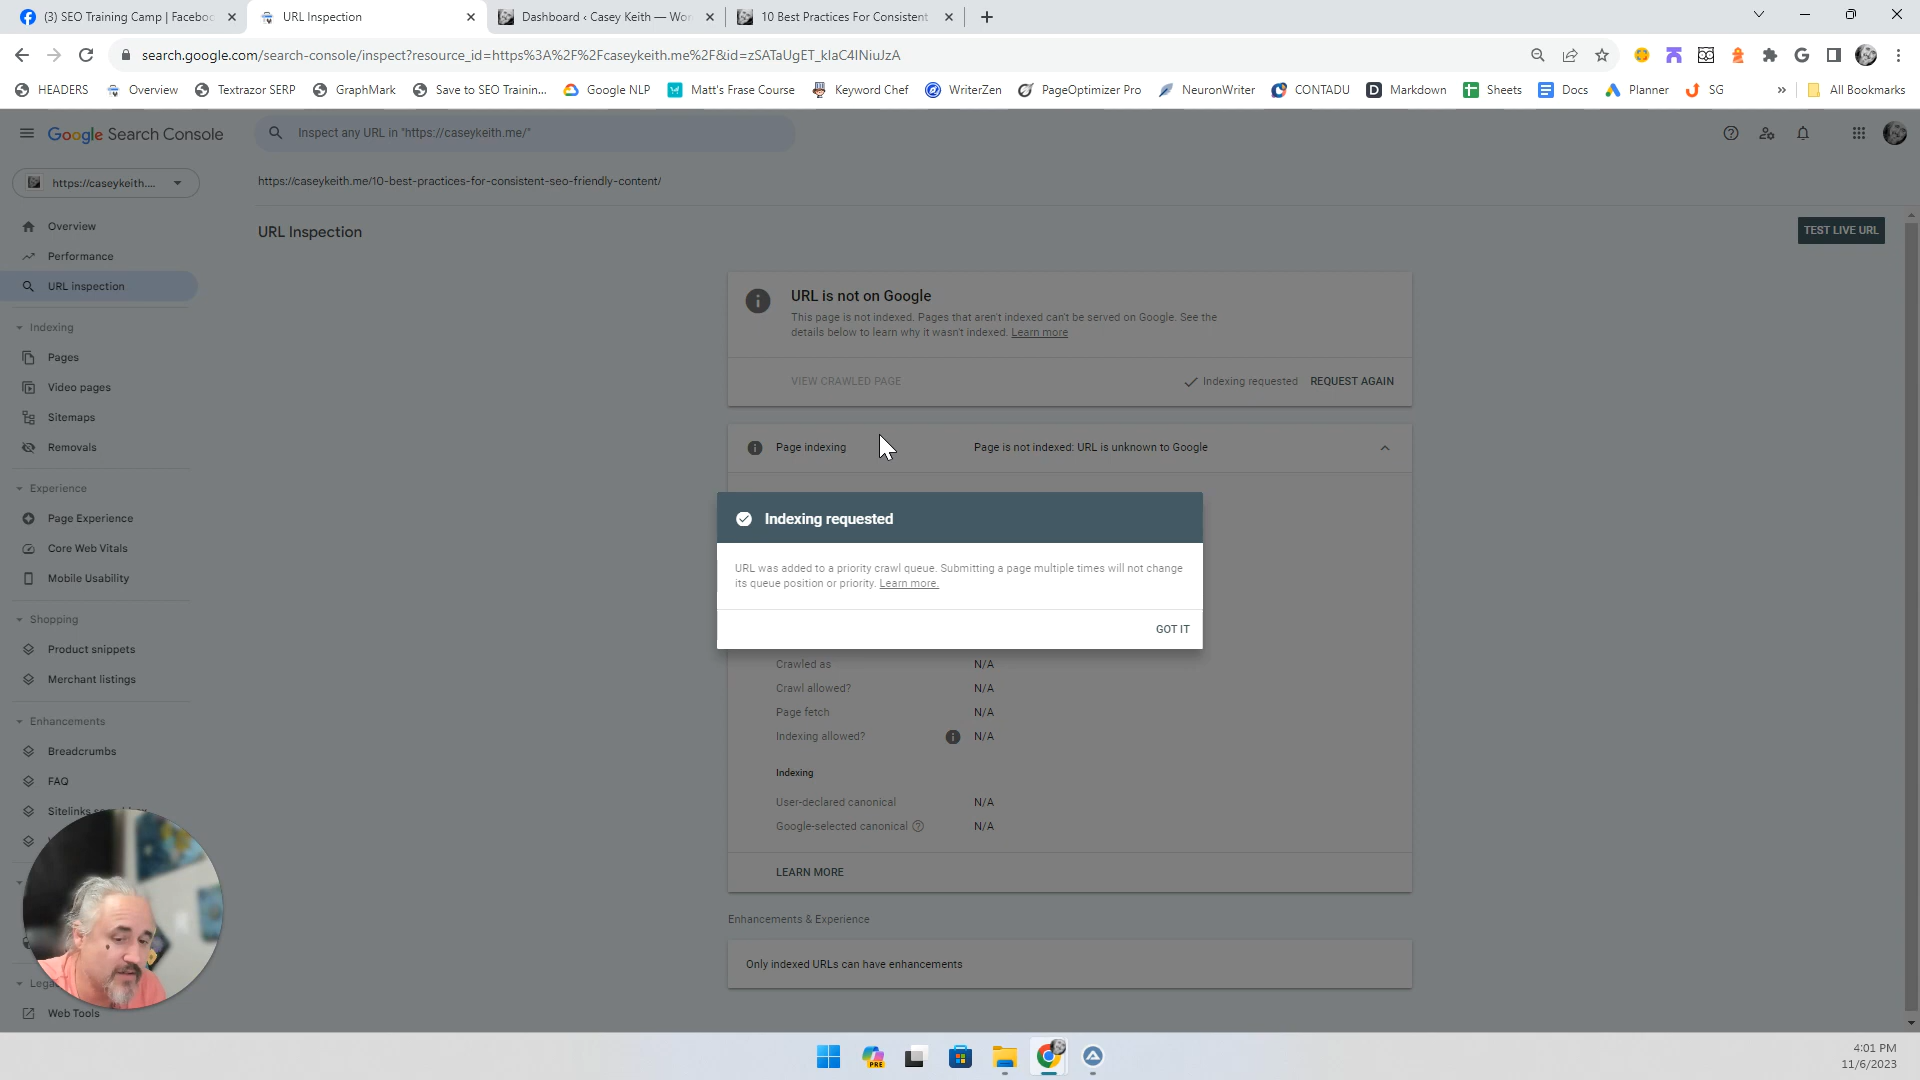 (3) SEO Training Camp | Faceboo
URL Inspection
Dashboard ‹ Casey Keith — Wor
10 Best Practices For Consistent
search.google.com/search-console/inspect?resource_id=https%3A%2F%2Fcaseykeith.me%2F&id=zSATaUgET_kIaC4INiuJzA
HEADERS
Overview
Textrazor SERP
GraphMark
Save to SEO Trainin...
Google NLP
Matt's Frase Course
Keyword Chef
WriterZen
PageOptimizer Pro
NeuronWriter
CONTADU
Markdown
Sheets
Docs
Planner
SG
»
All Bookmarks
Google Search Console
Inspect any URL in "https://caseykeith.me/"
https://caseykeith....
https://caseykeith.me/10-best-practices-for-consistent-seo-friendly-content/
Overview
Performance
URL inspection
Indexing
Pages
Video pages
Sitemaps
Removals
Experience
Page Experience
Core Web Vitals
Mobile Usability
Shopping
Product snippets
Merchant listings
Enhancements
Breadcrumbs
FAQ
Sitelinks
Web Tools
URL Inspection
TEST LIVE URL
URL is not on Google
This page is not indexed. Pages that aren't indexed can't be served on Google. See the
details below to learn why it wasn't indexed. Learn more
VIEW CRAWLED PAGE
Indexing requested
REQUEST AGAIN
Page indexing
Page is not indexed: URL is unknown to Google
Indexing requested
URL was added to a priority crawl queue. Submitting a page multiple times will not change
its queue position or priority. Learn more.
GOT IT
Crawled as N/A
Crawl allowed? N/A
Page fetch N/A
Indexing allowed? N/A
Indexing
User-declared canonical N/A
Google-selected canonical N/A
LEARN MORE
Enhancements & Experience
Only indexed URLs can have enhancements
PRE
4:01 PM
11/6/2023